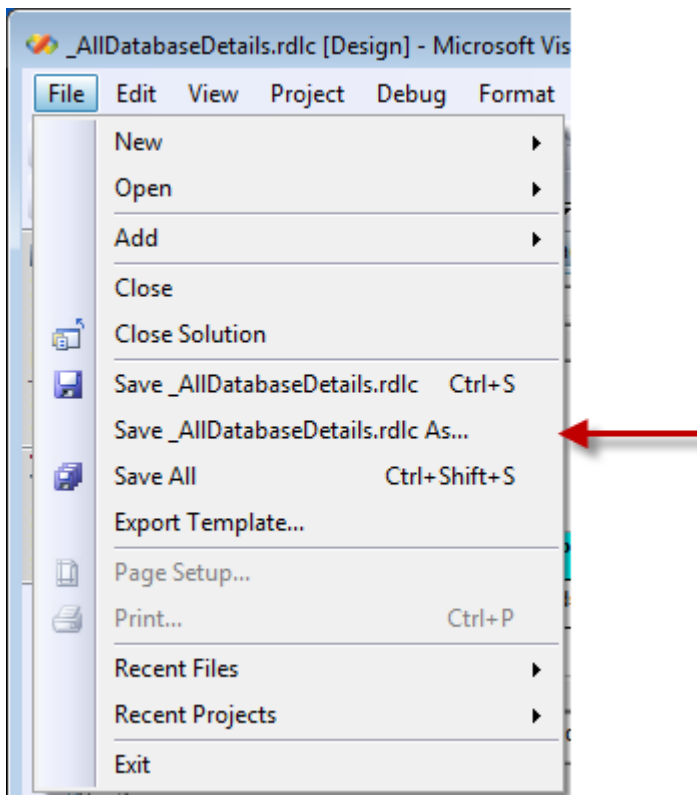 _AllDatabaseDetails.rdlc [Design] - Microsoft Vis
File Edit View Project Debug Format
New
Open
Add
Close
Close Solution
Save _AllDatabaseDetails.rdlc Ctrl+S
Save _AllDatabaseDetails.rdlc As...
Save All Ctrl+Shift+S
Export Template...
Page Setup...
Print... Ctrl+P
Recent Files
Recent Projects
Exit